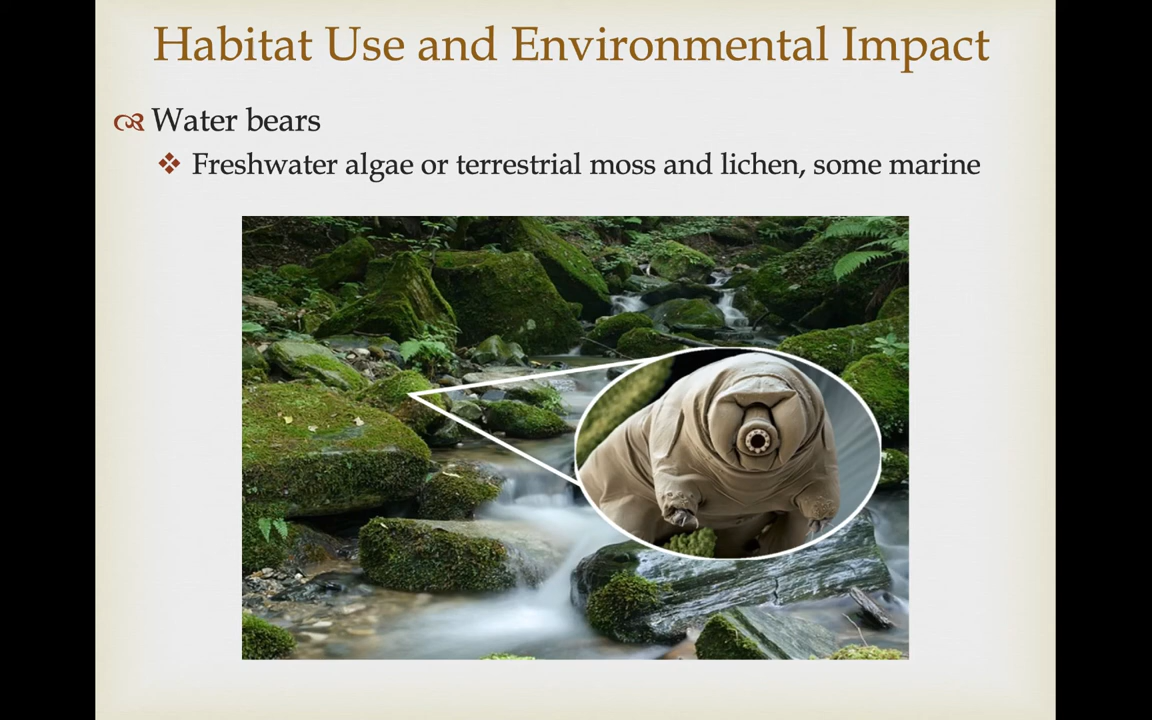 Habitat Use and Environmental Impact
Water bears
Freshwater algae or terrestrial moss and lichen, some marine